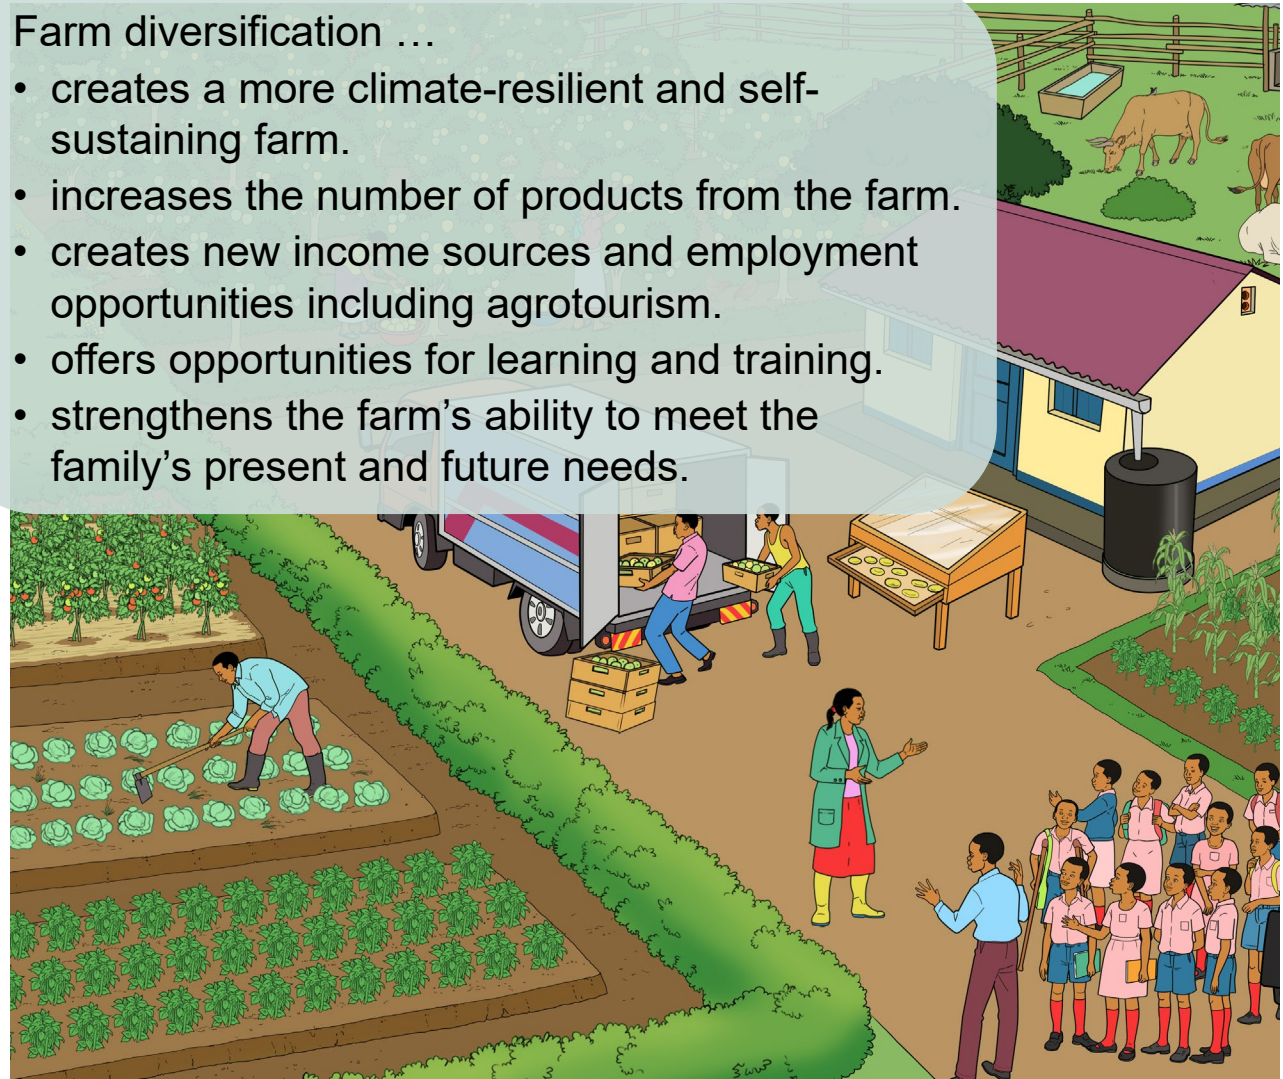 Farm diversification …
• creates a more climate-resilient and self-
sustaining farm.
• increases the number of products from the farm.
• creates new income sources and employment
opportunities including agrotourism.
• offers opportunities for learning and training.
• strengthens the farm’s ability to meet the
family’s present and future needs.